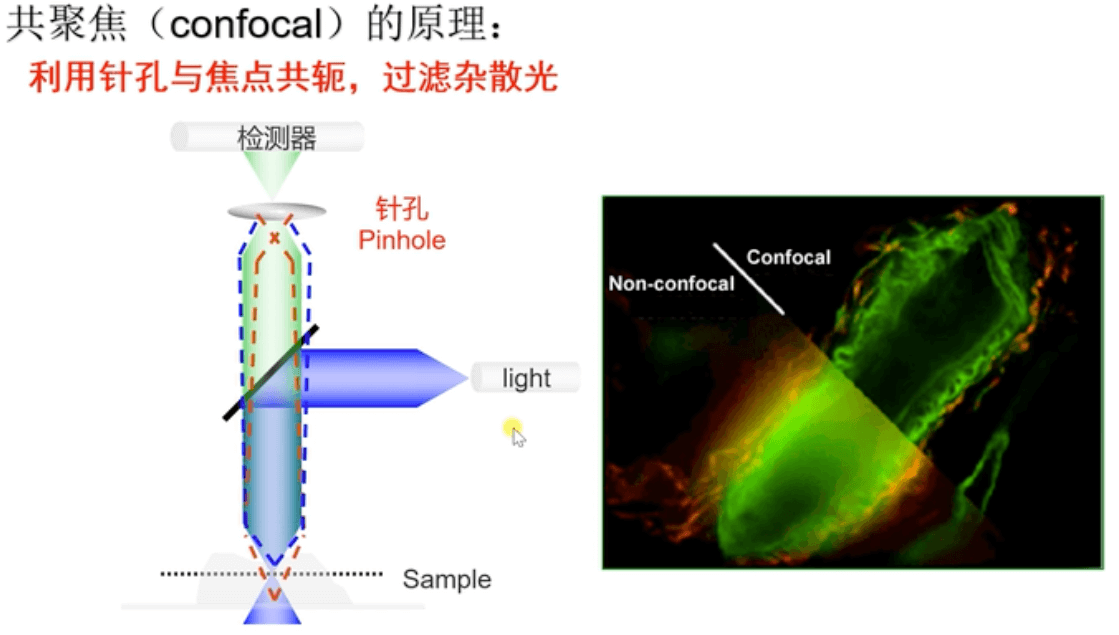 共聚焦（confocal）的原理：
利用针孔与焦点共轭，过滤杂散光
检测器
针孔
Pinhole
Confocal
Non-confocal
light
Sample